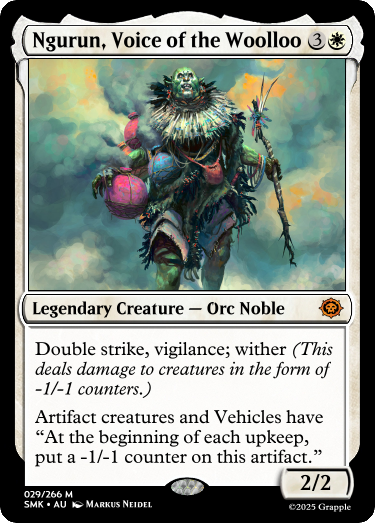 Ngurun, Voice of the Woolloo 3
Legendary Creature — Orc Noble
Double strike, vigilance; wither (This
deals damage to creatures in the form of
-1/-1 counters.)
Artifact creatures and Vehicles have
“At the beginning of each upkeep,
put a -1/-1 counter on this artifact.”
2/2
029/266 M
SMK • AU Markus Neidel
©2025 Grapple